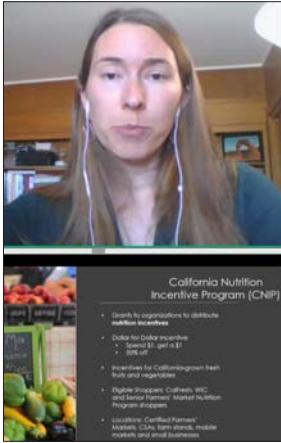 California Nutrition
Incentive Program (CNIP)
• Grants to organizations to distribute
nutrition incentives
• Dollar for Dollar Incentive
• Spend $1, get a $1
• 50% off
• Incentives for California-grown fresh
fruits and vegetables
• Eligible Shoppers: CalFresh, WIC
and Senior Farmers' Market Nutrition
Program shoppers
• Locations: Certified Farmers'
Markets, CSAs, farm stands, mobile
markets and small businesses